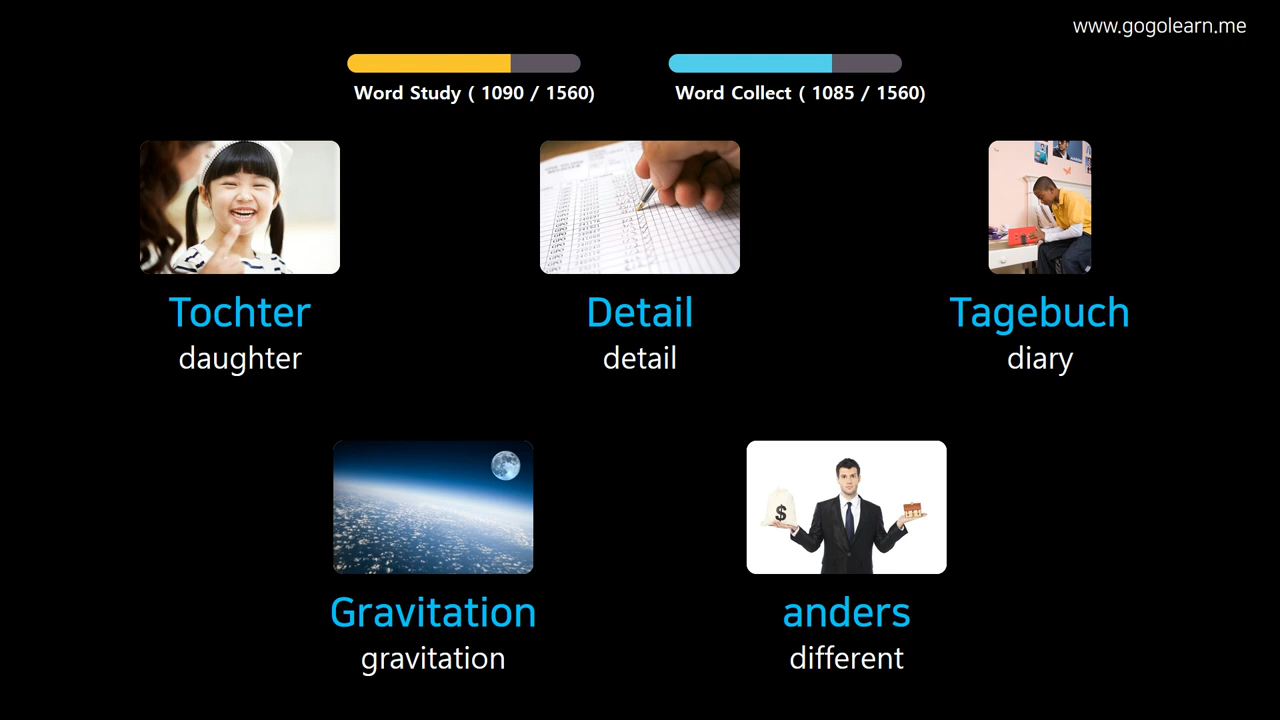 www.gogolearn.me
Word Study ( 1090 / 1560)
Word Collect ( 1085 / 1560)
Tochter
daughter
Detail
detail
Tagebuch
diary
$
Gravitation
gravitation
anders
different